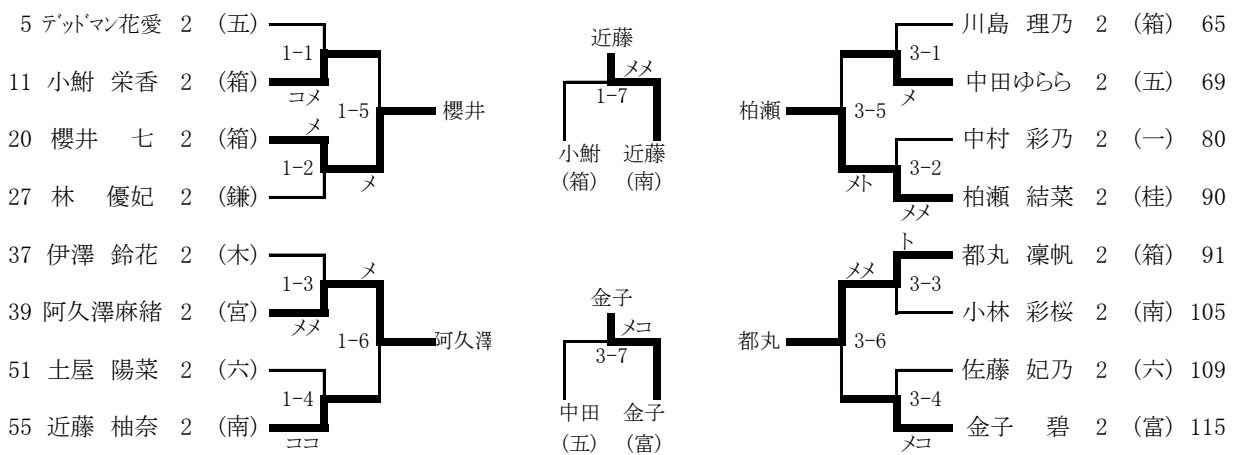 5 デッドマン花愛 2 (五)
1-1
11 小鮒 栄香 2 (箱)
コメ
1-5
櫻井
メ
20 櫻井 七 2 (箱)
1-2
メ
27 林 優妃 2 (鎌)
37 伊澤 鈴花 2 (木)
メ
1-3
39 阿久澤麻緒 2 (宮)
メメ
1-6
阿久澤
51 土屋 陽菜 2 (六)
1-4
55 近藤 柚奈 2 (南)
ココ
近藤
メメ
1-7
小鮒 近藤
(箱) (南)
金子
メコ
3-7
中田 金子
(五) (富)
川島 理乃 2 (箱) 65
3-1
中田ゆらら 2 (五) 69
メ
柏瀬
3-5
中村 彩乃 2 (一) 80
3-2
メト
柏瀬 結菜 2 (桂) 90
メメ
ト
都丸 凜帆 2 (箱) 91
メメ
3-3
小林 彩桜 2 (南) 105
都丸
3-6
佐藤 妃乃 2 (六) 109
3-4
金子 碧 2 (富) 115
メコ